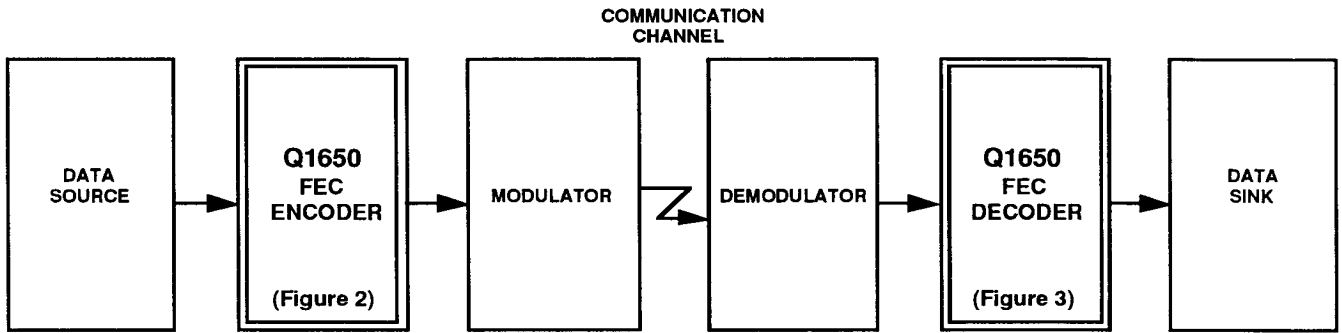 COMMUNICATION
CHANNEL
DATA
SOURCE
Q1650
FEC
ENCODER
(Figure 2)
MODULATOR
DEMODULATOR
Q1650
FEC
DECODER
(Figure 3)
DATA
SINK